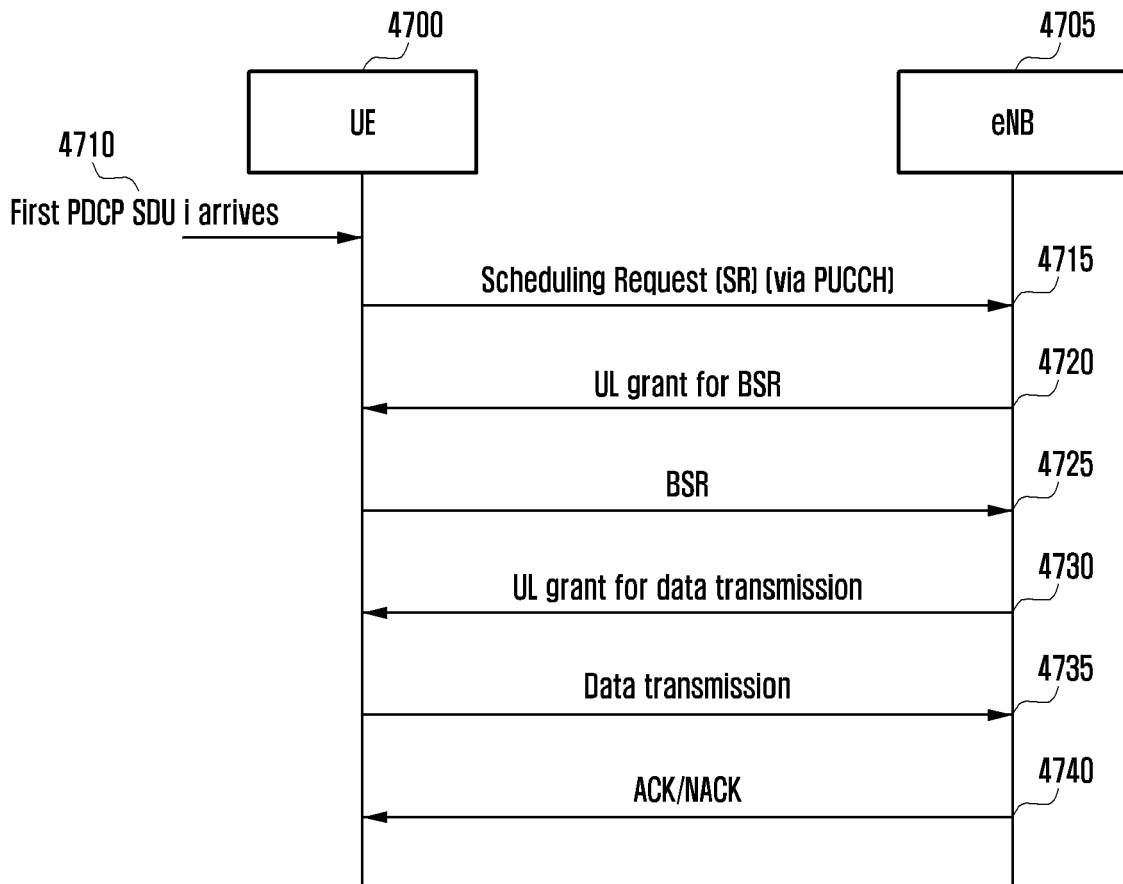 4700
4705
UE
eNB
4710
First PDCP SDU i arrives
4715
Scheduling Request (SR) (via PUCCH)
4720
UL grant for BSR
4725
BSR
4730
UL grant for data transmission
4735
Data transmission
4740
ACK/NACK